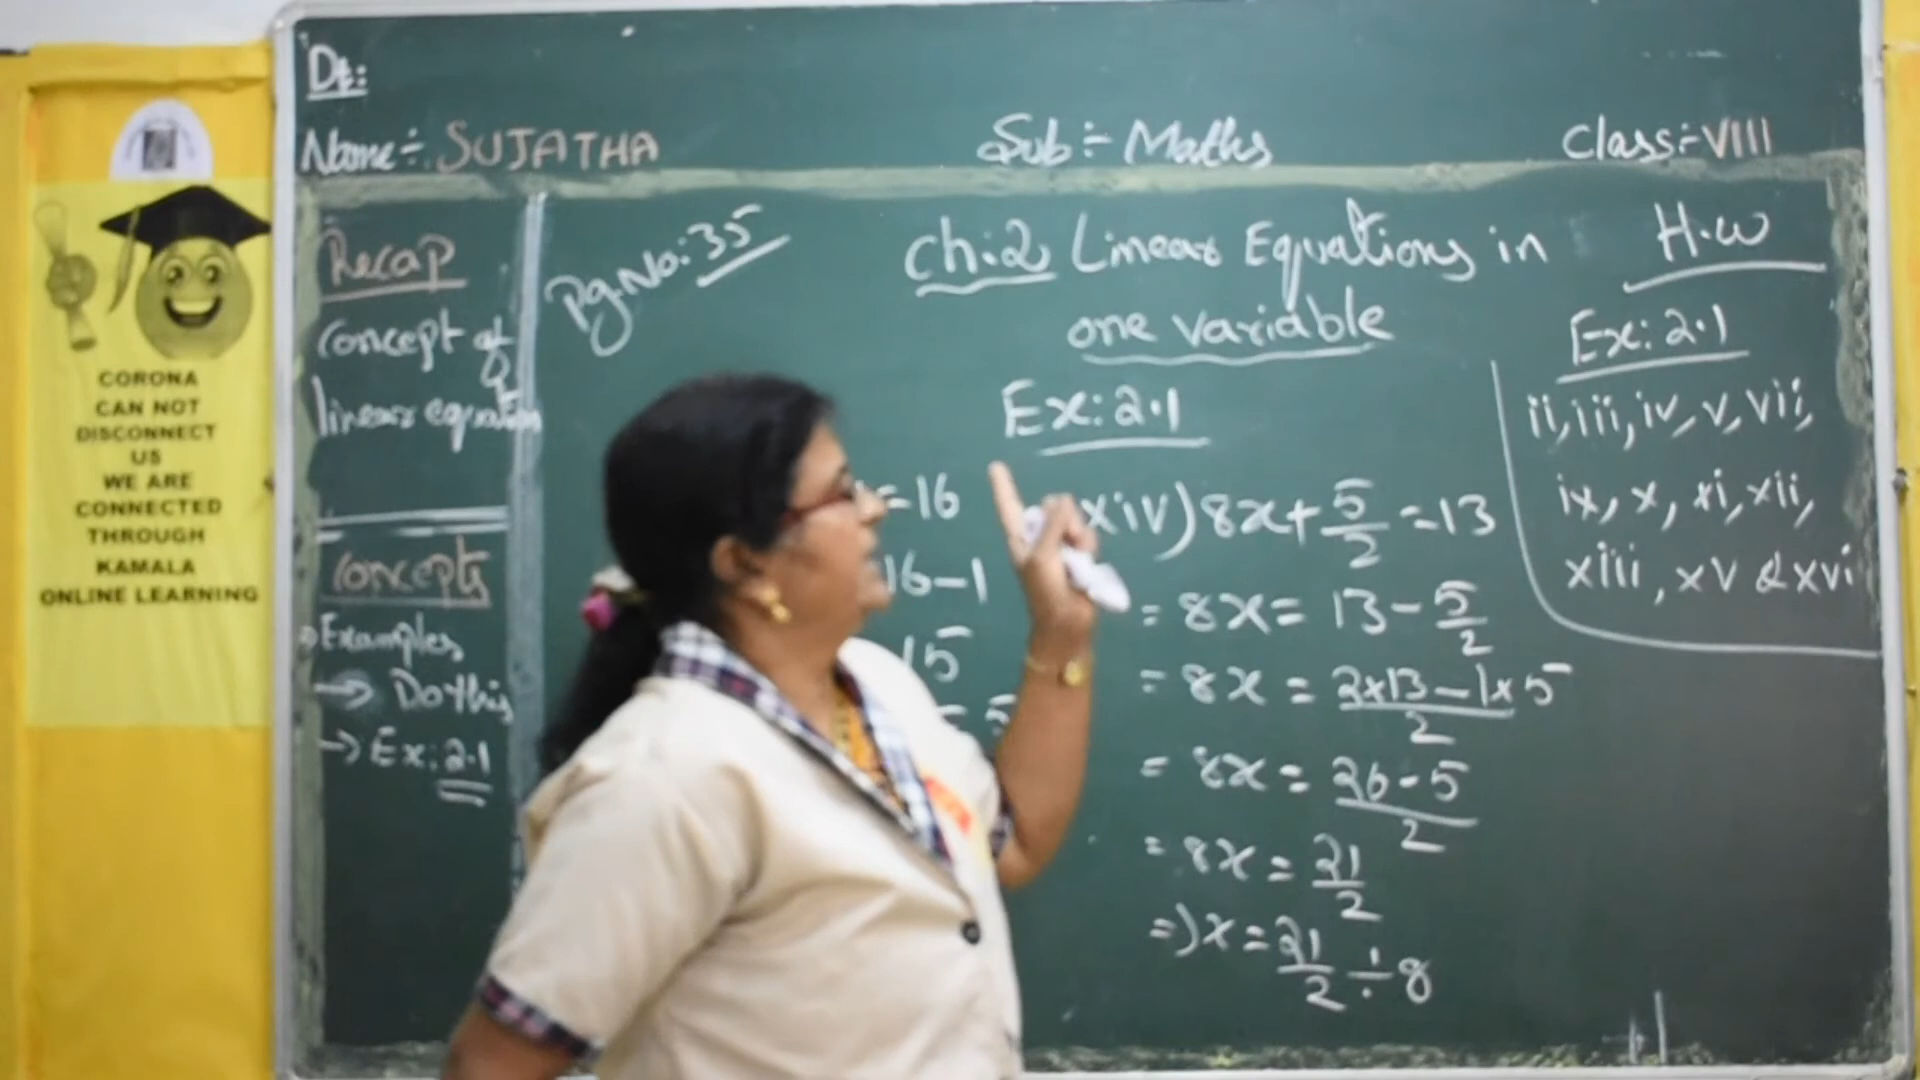 Dt:
Name:- SUJATHA
Sub:- Maths
Class:- VIII
CORONA
CAN NOT
DISCONNECT
US
WE ARE
CONNECTED
THROUGH
KAMALA
ONLINE LEARNING
Recap
Concept of
linear equation
Concepts
Examples
→ Do this
→ Ex: 2.1
Pg.No: 35
Ch:2 Linear Equations in
one variable
Ex: 2.1
=16
16-1
15
5
xiv) 8x+5/2=13
= 8x= 13-5/2
= 8x = 2x13-1x5/2
= 8x = 26-5/2
= 8x = 21/2
=) x = 21/2 ÷ 8
H.W
Ex: 2.1
ii, iii, iv, v, vii,
ix, x, xi, xii,
xiii, xv & xvi